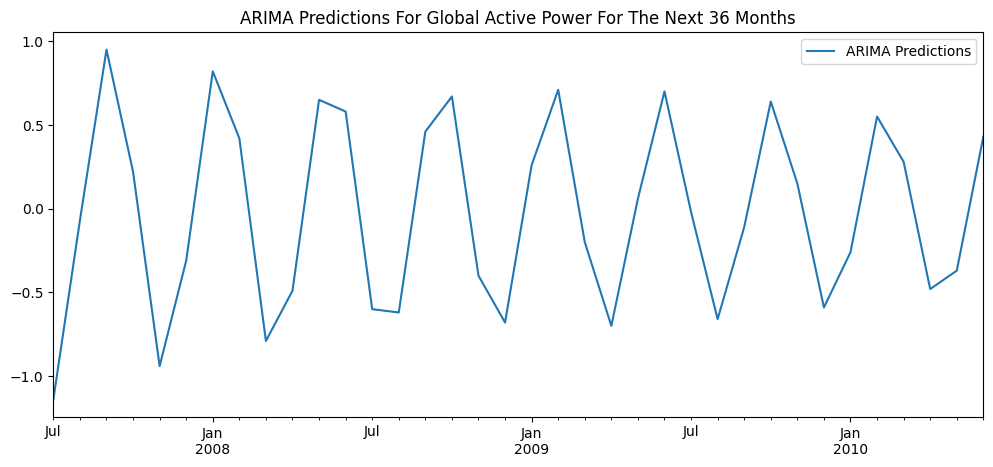 ARIMA Predictions For Global Active Power For The Next 36 Months
ARIMA Predictions
1.0
0.5
0.0
−0.5
−1.0
Jul Jan Jul Jan Jul Jan
2008 2009 2010